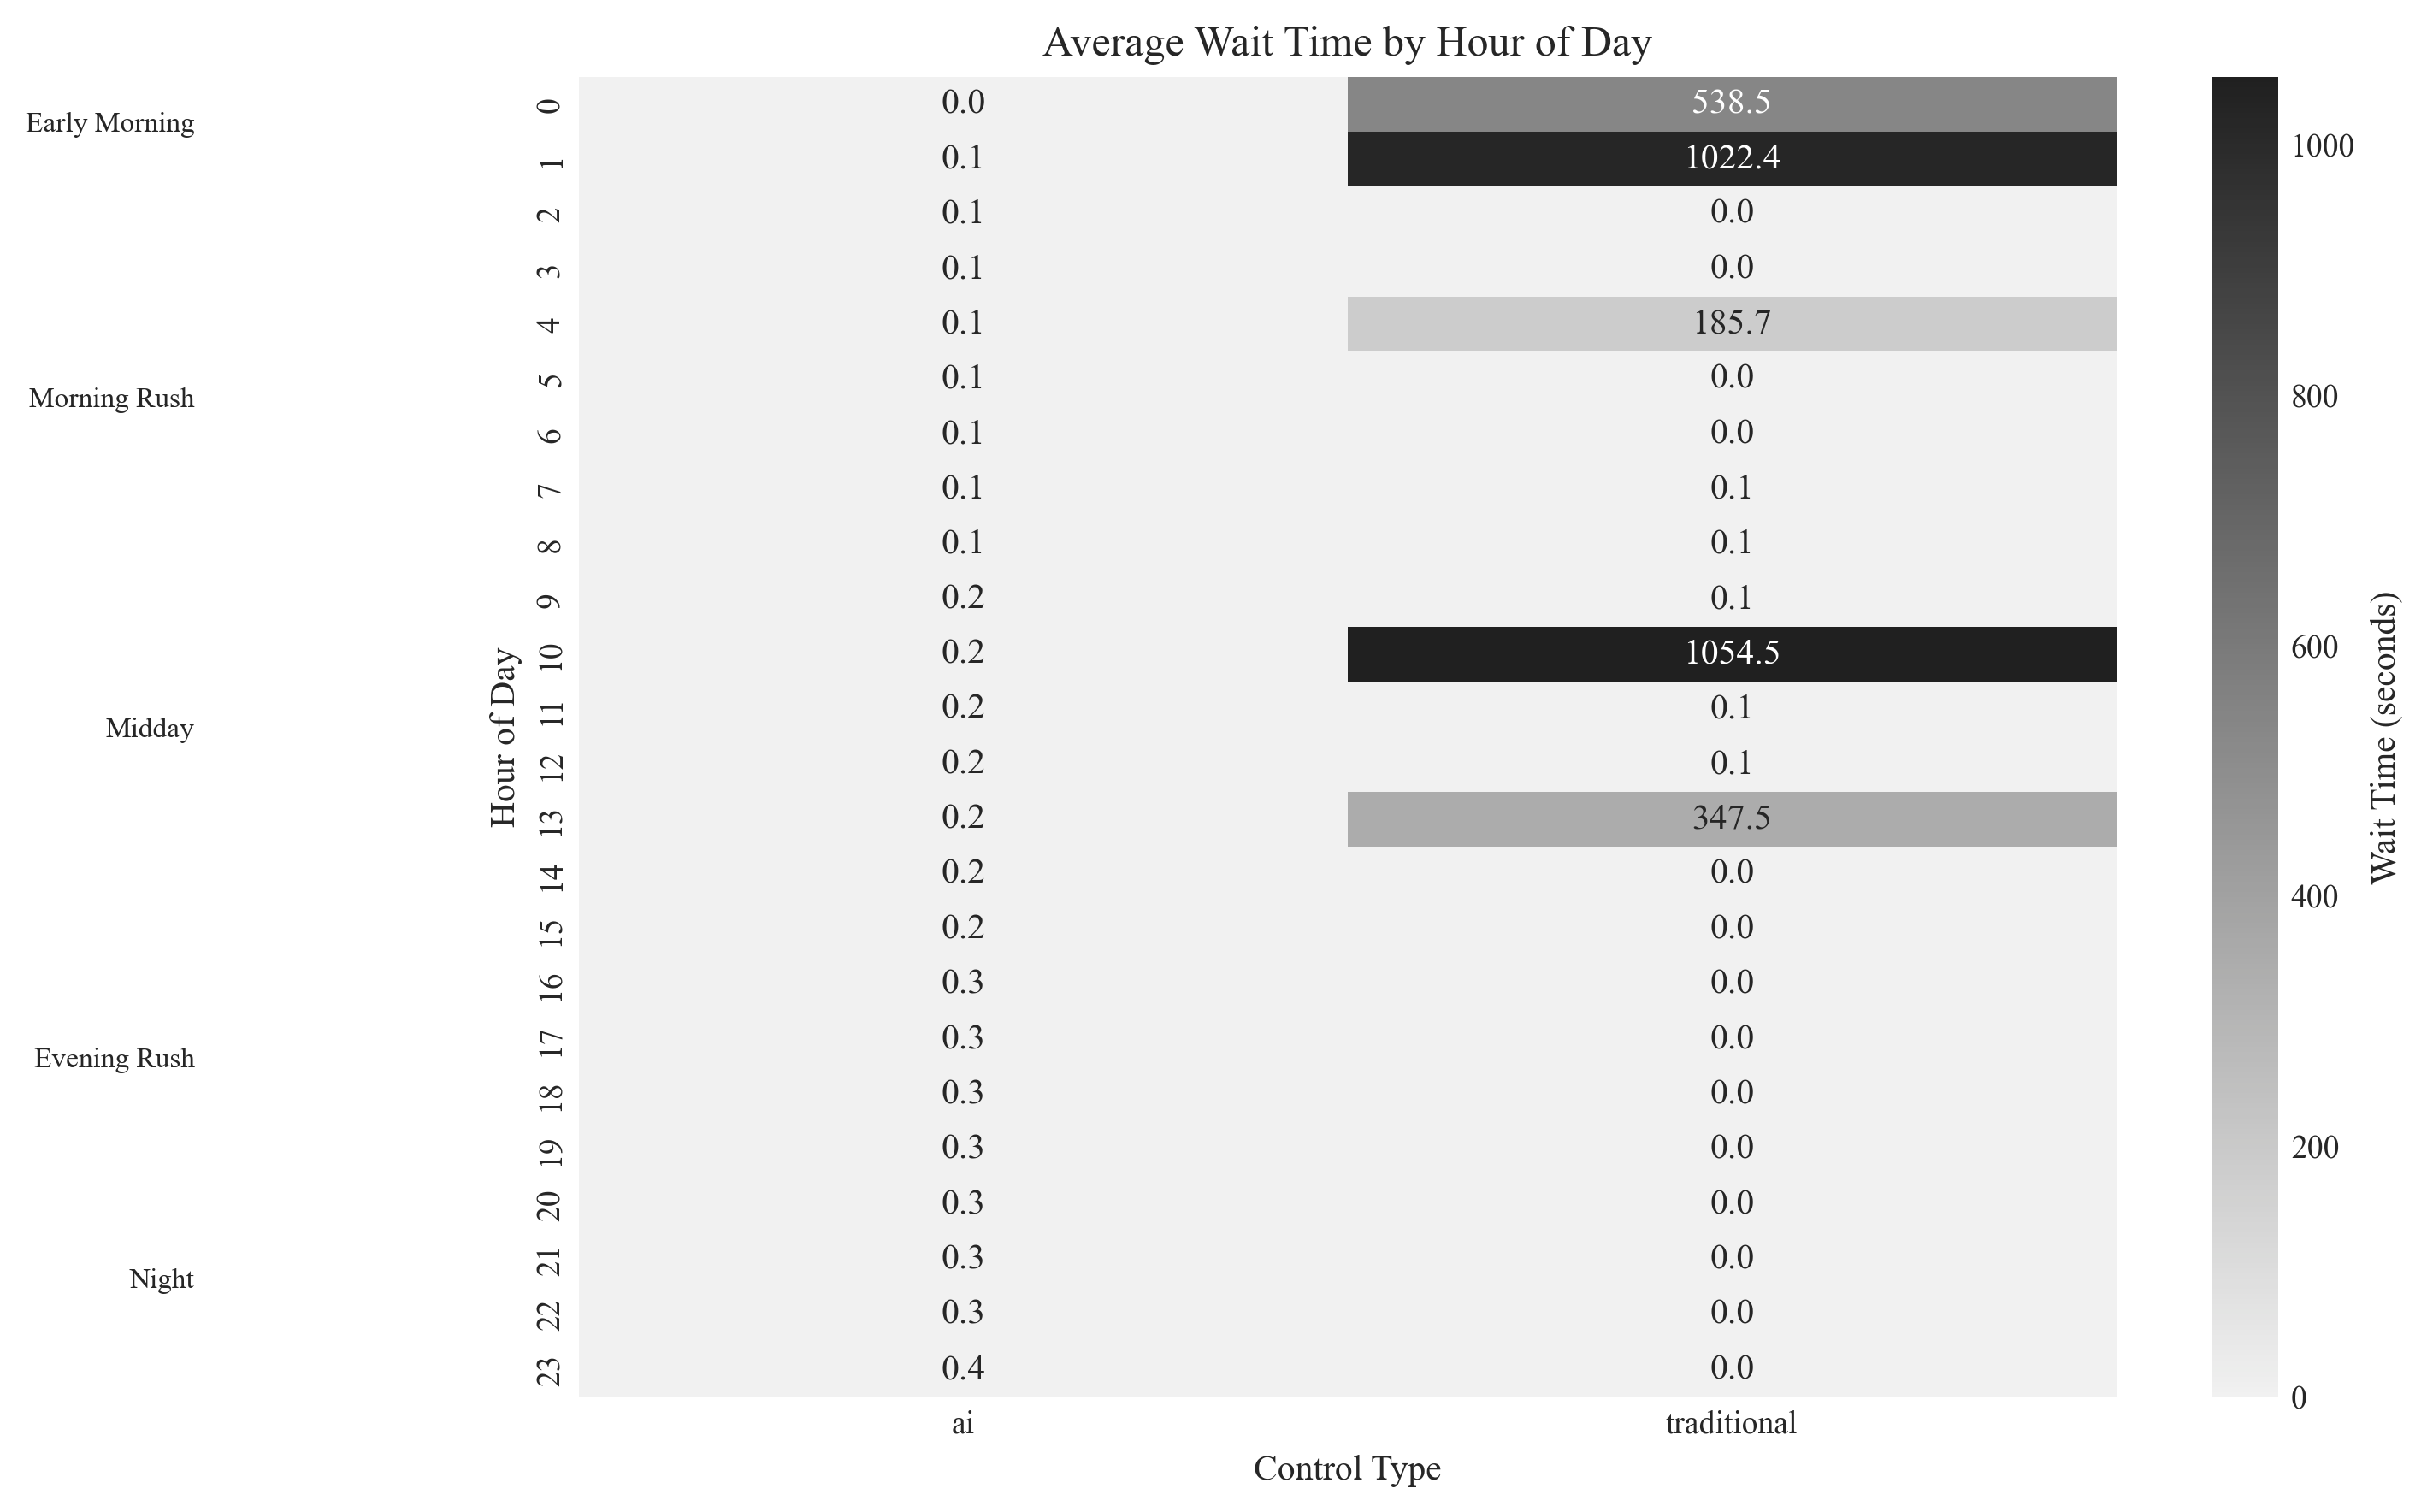 Average Wait Time by Hour of Day
Early Morning
Morning Rush
Midday
Evening Rush
Night
Hour of Day
0 0.0 538.5
1 0.1 1022.4
2 0.1 0.0
3 0.1 0.0
4 0.1 185.7
5 0.1 0.0
6 0.1 0.0
7 0.1 0.1
8 0.1 0.1
9 0.2 0.1
10 0.2 1054.5
11 0.2 0.1
12 0.2 0.1
13 0.2 347.5
14 0.2 0.0
15 0.2 0.0
16 0.3 0.0
17 0.3 0.0
18 0.3 0.0
19 0.3 0.0
20 0.3 0.0
21 0.3 0.0
22 0.3 0.0
23 0.4 0.0
ai traditional
Control Type
1000
800
600
400
200
0
Wait Time (seconds)